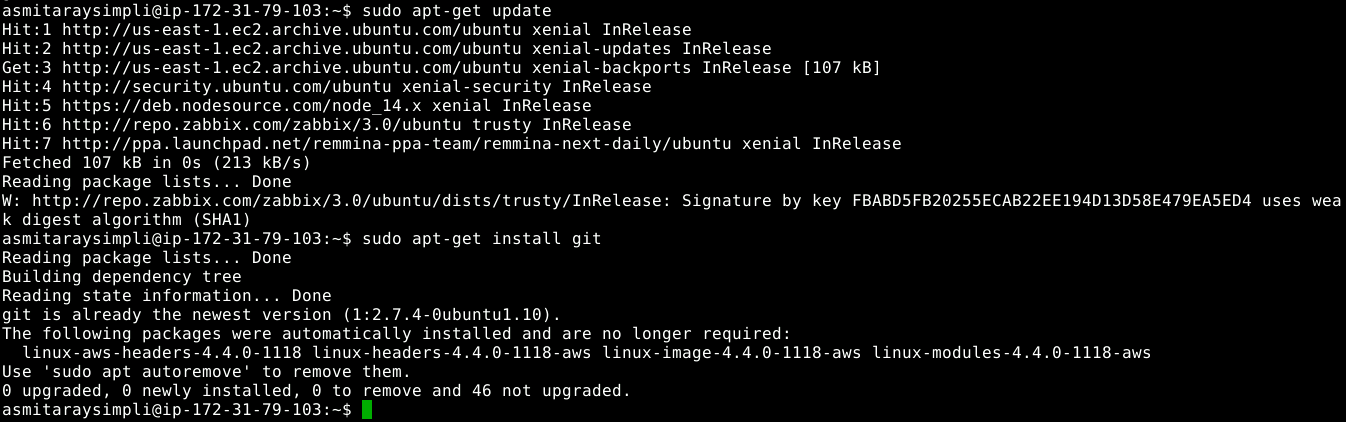 asmitaraysimpli@ip-172-31-79-103:~$ sudo apt-get update
Hit:1 http://us-east-1.ec2.archive.ubuntu.com/ubuntu xenial InRelease
Hit:2 http://us-east-1.ec2.archive.ubuntu.com/ubuntu xenial-updates InRelease
Get:3 http://us-east-1.ec2.archive.ubuntu.com/ubuntu xenial-backports InRelease [107 kB]
Hit:4 http://security.ubuntu.com/ubuntu xenial-security InRelease
Hit:5 https://deb.nodesource.com/node_14.x xenial InRelease
Hit:6 http://repo.zabbix.com/zabbix/3.0/ubuntu trusty InRelease
Hit:7 http://ppa.launchpad.net/remmina-ppa-team/remmina-next-daily/ubuntu xenial InRelease
Fetched 107 kB in 0s (213 kB/s)
Reading package lists... Done
W: http://repo.zabbix.com/zabbix/3.0/ubuntu/dists/trusty/InRelease: Signature by key FBABD5FB20255ECAB22EE194D13D58E479EA5ED4 uses wea
k digest algorithm (SHA1)
asmitaraysimpli@ip-172-31-79-103:~$ sudo apt-get install git
Reading package lists... Done
Building dependency tree
Reading state information... Done
git is already the newest version (1:2.7.4-0ubuntu1.10).
The following packages were automatically installed and are no longer required:
  linux-aws-headers-4.4.0-1118 linux-headers-4.4.0-1118-aws linux-image-4.4.0-1118-aws linux-modules-4.4.0-1118-aws
Use 'sudo apt autoremove' to remove them.
0 upgraded, 0 newly installed, 0 to remove and 46 not upgraded.
asmitaraysimpli@ip-172-31-79-103:~$